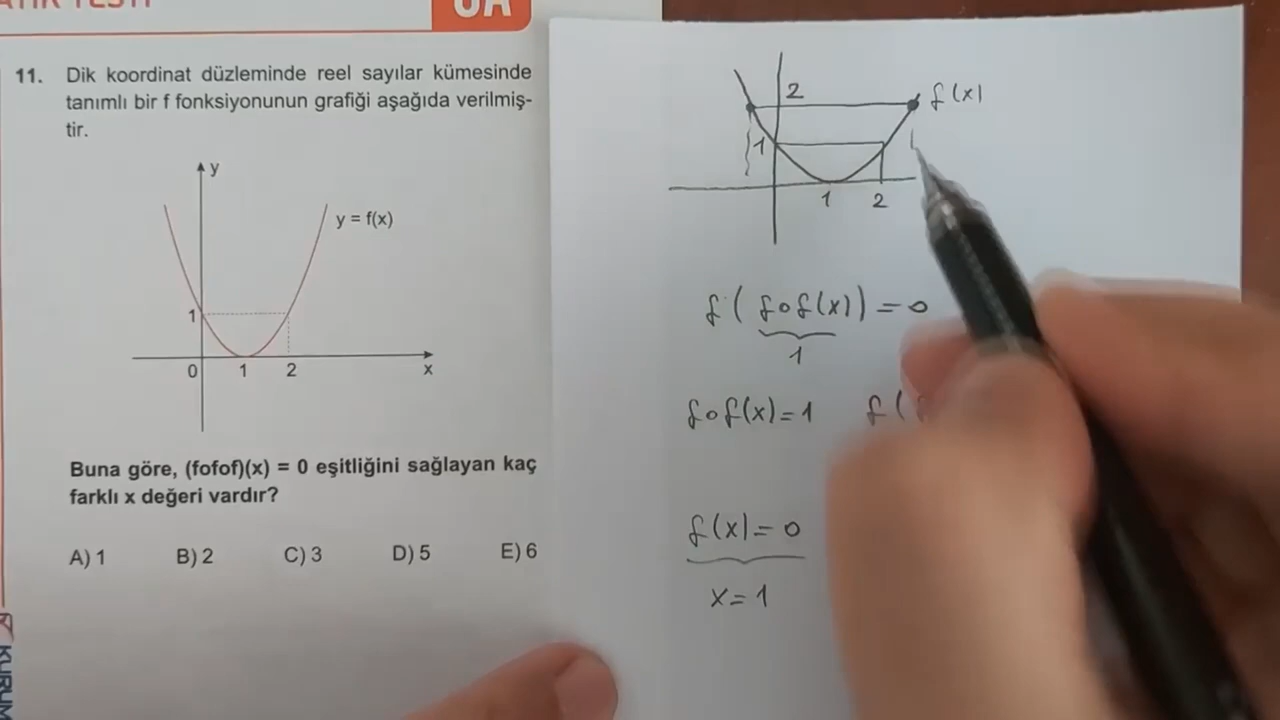 11. Dik koordinat düzleminde reel sayılar kümesinde
tanımlı bir f fonksiyonunun grafiği aşağıda verilmiş-
tir.
y
y = f(x)
1
0 1 2 x
Buna göre, (fofof)(x) = 0 eşitliğini sağlayan kaç
farklı x değeri vardır?
A) 1 B) 2 C) 3 D) 5 E) 6
2
f(x)
1
1 2
f(fof(x)) = 0
1
fof(x) = 1 f(
f(x) = 0
x = 1